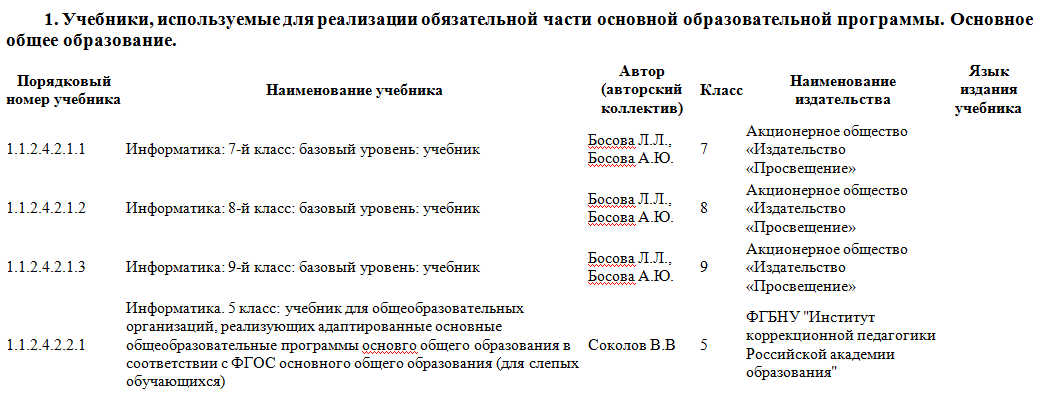 1. Учебники, используемые для реализации обязательной части основной образовательной программы. Основное
общее образование.
Порядковый
номер учебника
Наименование учебника
Автор
(авторский
коллектив)
Класс
Наименование
издательства
Язык
издания
учебника
1.1.2.4.2.1.1
Информатика: 7-й класс: базовый уровень: учебник
Босова Л.Л.,
Босова А.Ю.
7
Акционерное общество
«Издательство
«Просвещение»
1.1.2.4.2.1.2
Информатика: 8-й класс: базовый уровень: учебник
Босова Л.Л.,
Босова А.Ю.
8
Акционерное общество
«Издательство
«Просвещение»
1.1.2.4.2.1.3
Информатика: 9-й класс: базовый уровень: учебник
Босова Л.Л.,
Босова А.Ю.
9
Акционерное общество
«Издательство
«Просвещение»
1.1.2.4.2.2.1
Информатика. 5 класс: учебник для общеобразовательных
организаций, реализующих адаптированные основные
общеобразовательные программы осноvго общего образования в
соответствии с ФГОС основного общего образования (для слепых
обучающихся)
Соколов В.В
5
ФГБНУ "Институт
коррекционной педагогики
Российской академии
образования"